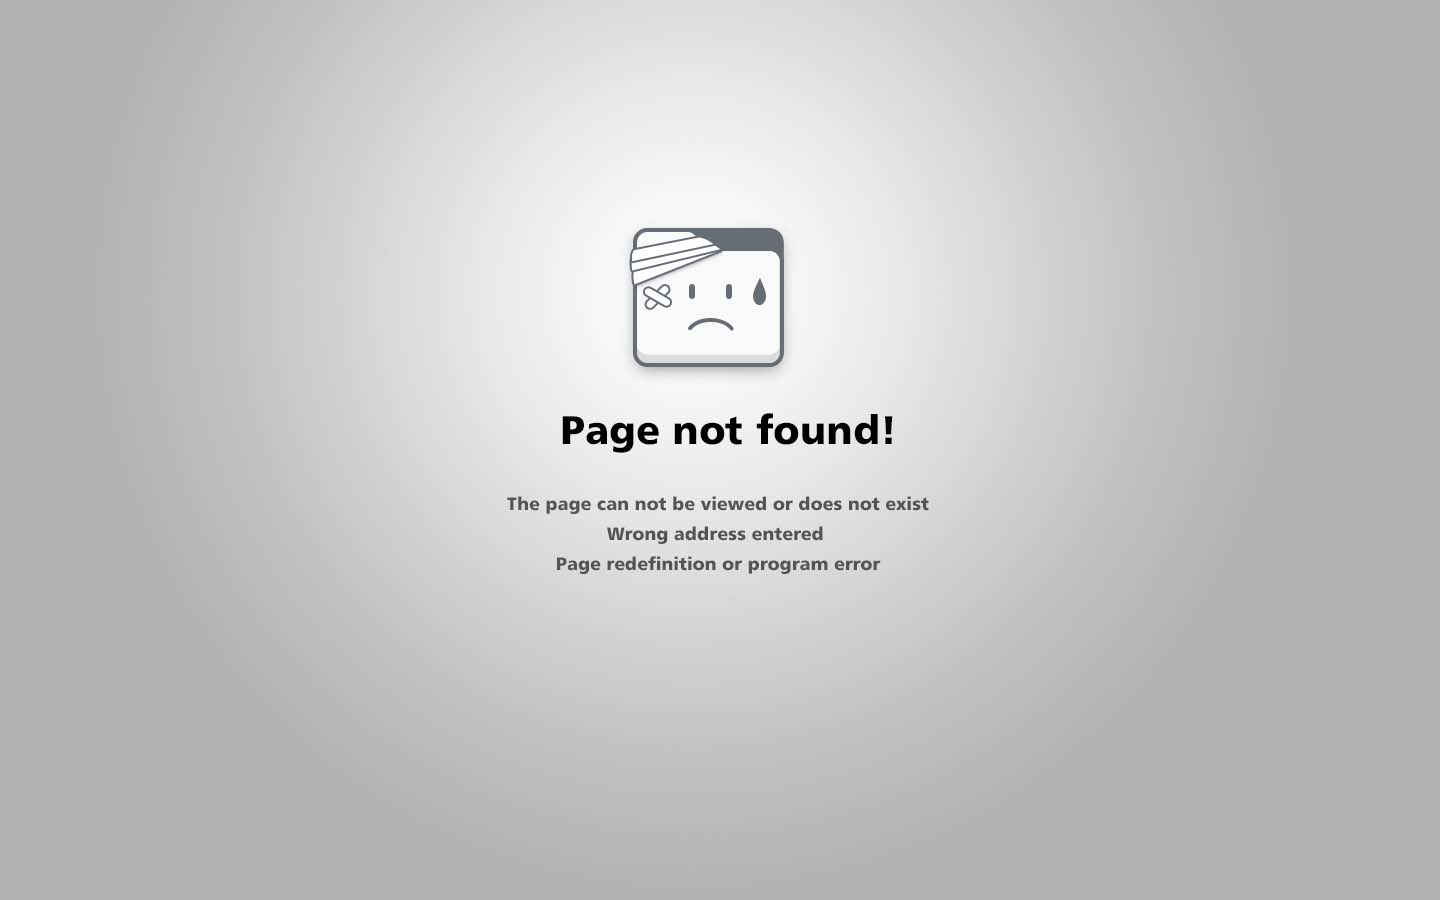 Page not found!
The page can not be viewed or does not exist
Wrong address entered
Page redefinition or program error